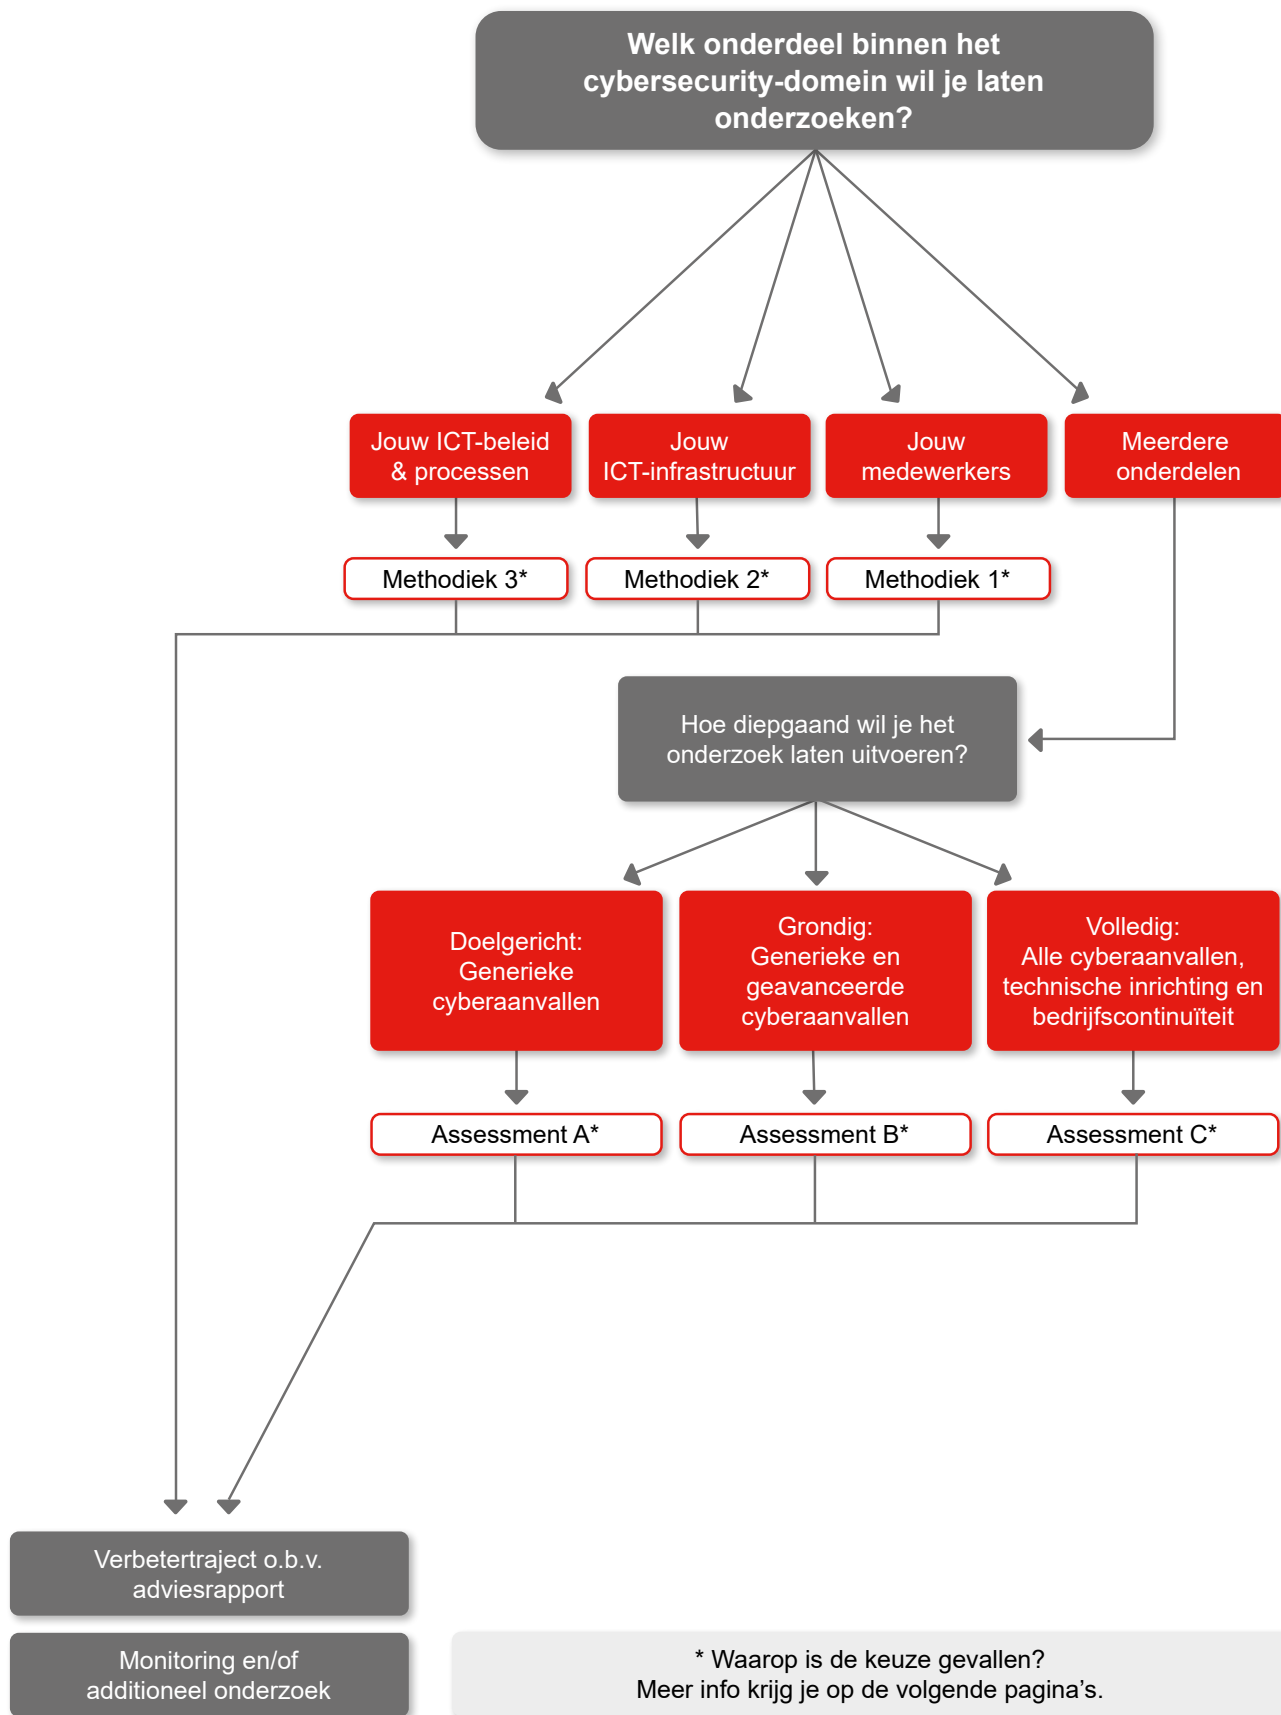 Welk onderdeel binnen het
cybersecurity-domein wil je laten
onderzoeken?
Jouw ICT-beleid
& processen
Jouw
ICT-infrastructuur
Jouw
medewerkers
Meerdere
onderdelen
Methodiek 3*
Methodiek 2*
Methodiek 1*
Hoe diepgaand wil je het
onderzoek laten uitvoeren?
Doelgericht:
Generieke
cyberaanvallen
Grondig:
Generieke en
geavanceerde
cyberaanvallen
Volledig:
Alle cyberaanvallen,
technische inrichting en
bedrijfscontinuïteit
Assessment A*
Assessment B*
Assessment C*
Verbetertraject o.b.v.
adviesrapport
Monitoring en/of
additioneel onderzoek
* Waarop is de keuze gevallen?
Meer info krijg je op de volgende pagina's.